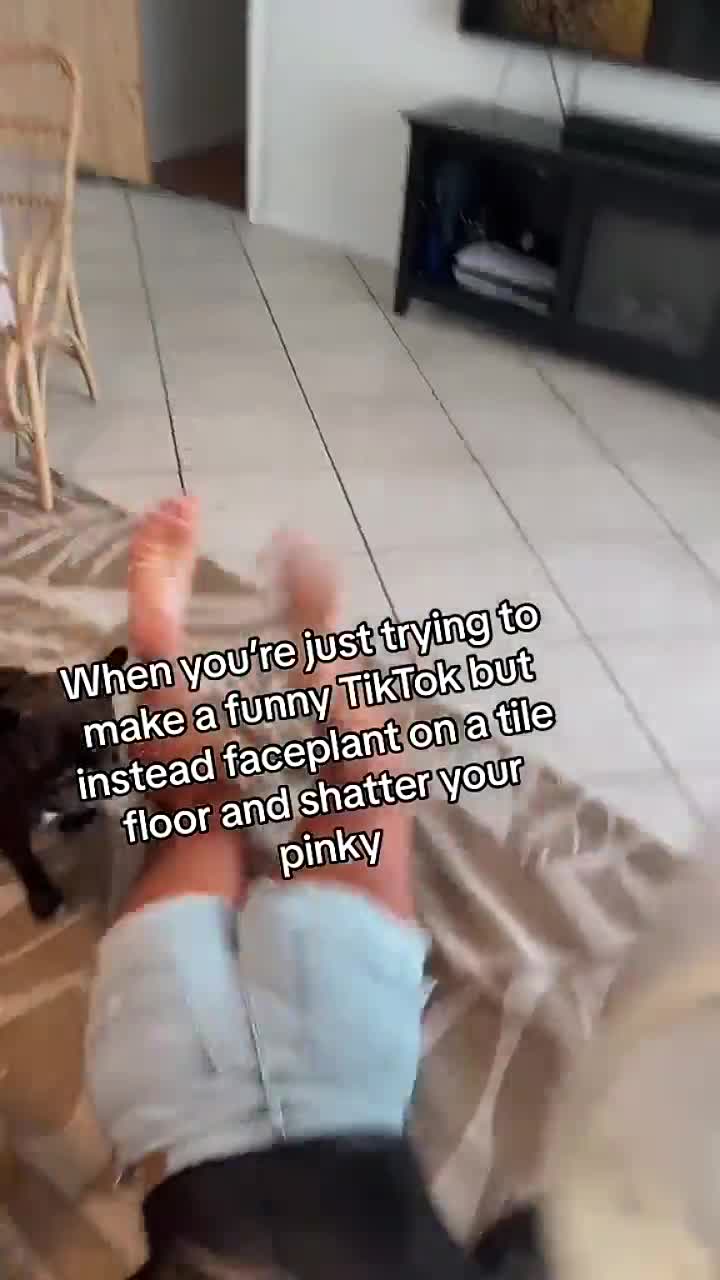 When you’re just trying to
make a funny TikTok but
instead faceplant on a tile
floor and shatter your
pinky